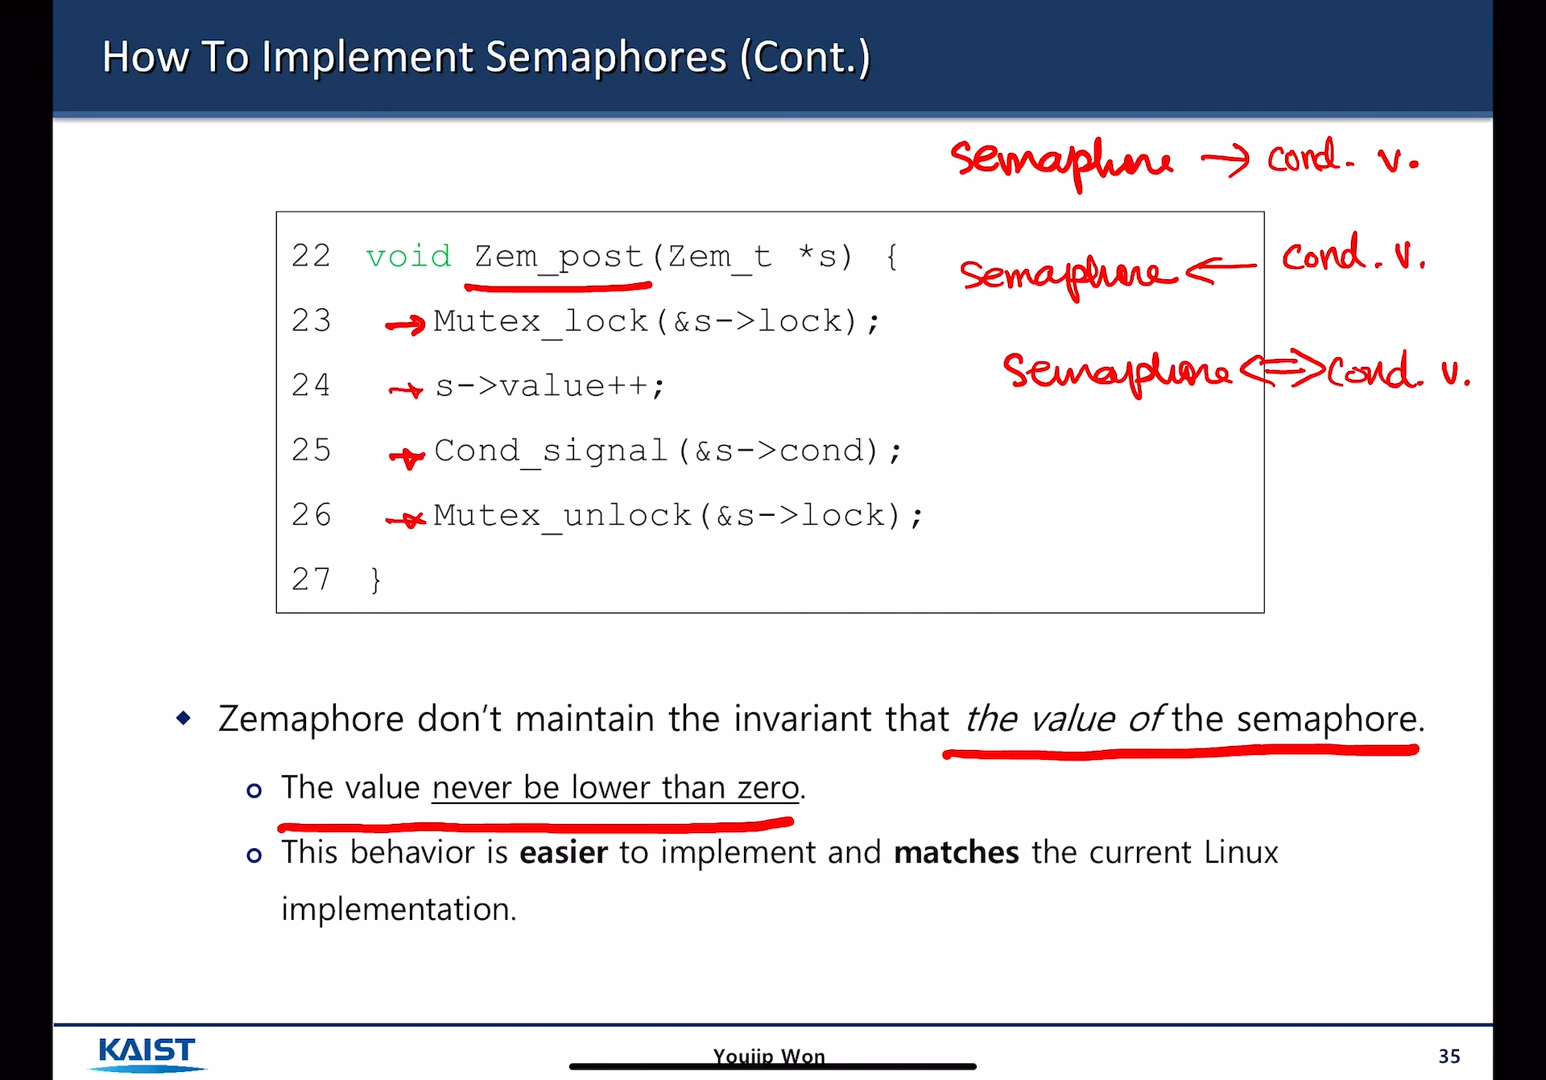 How To Implement Semaphores (Cont.)
semaphore → cond. v.
22 void Zem_post(Zem_t *s) {
semaphore ← cond. v.
23 Mutex_lock(&s->lock);
24 s->value++;
semaphore ⇔ cond. v.
25 Cond_signal(&s->cond);
26 Mutex_unlock(&s->lock);
27 }
Zemaphore don't maintain the invariant that the value of the semaphore.
The value never be lower than zero.
This behavior is easier to implement and matches the current Linux
implementation.
KAIST
Youjip Won
35